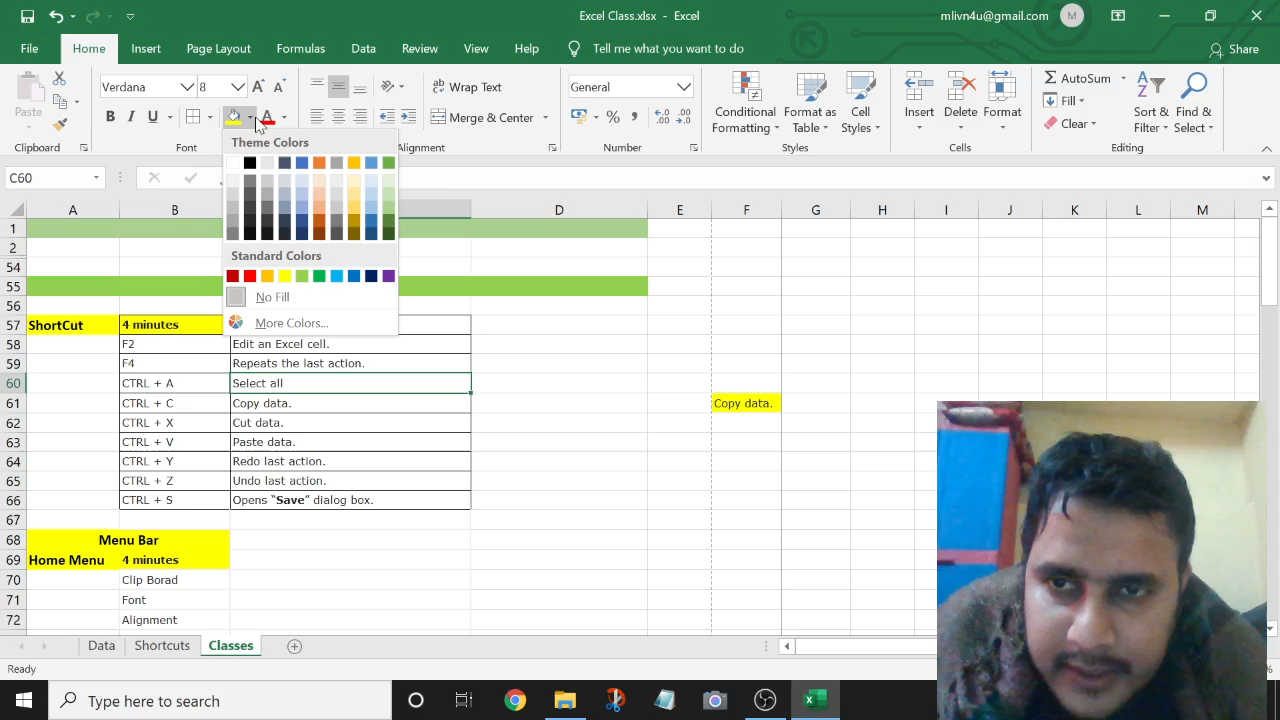 Excel Class.xlsx - Excel
mlivn4u@gmail.com
M
File Home Insert Page Layout Formulas Data Review View Help Tell me what you want to do
Share
Paste
Verdana 8
B I U
Wrap Text
Merge & Center
General
Conditional Formatting
Format as Table
Cell Styles
Insert Delete Format
AutoSum
Fill
Clear
Sort & Filter
Find & Select
Clipboard Font Alignment Number Styles Cells Editing
Theme Colors
Standard Colors
No Fill
More Colors...
C60
A B D E F G H I J K L M
1
2
54
55
56
57 ShortCut 4 minutes
58 F2 Edit an Excel cell.
59 F4 Repeats the last action.
60 CTRL + A Select all
61 CTRL + C Copy data. Copy data.
62 CTRL + X Cut data.
63 CTRL + V Paste data.
64 CTRL + Y Redo last action.
65 CTRL + Z Undo last action.
66 CTRL + S Opens “Save” dialog box.
67
68 Menu Bar
69 Home Menu 4 minutes
70 Clip Borad
71 Font
72 Alignment
Data Shortcuts Classes
Ready
%
Type here to search